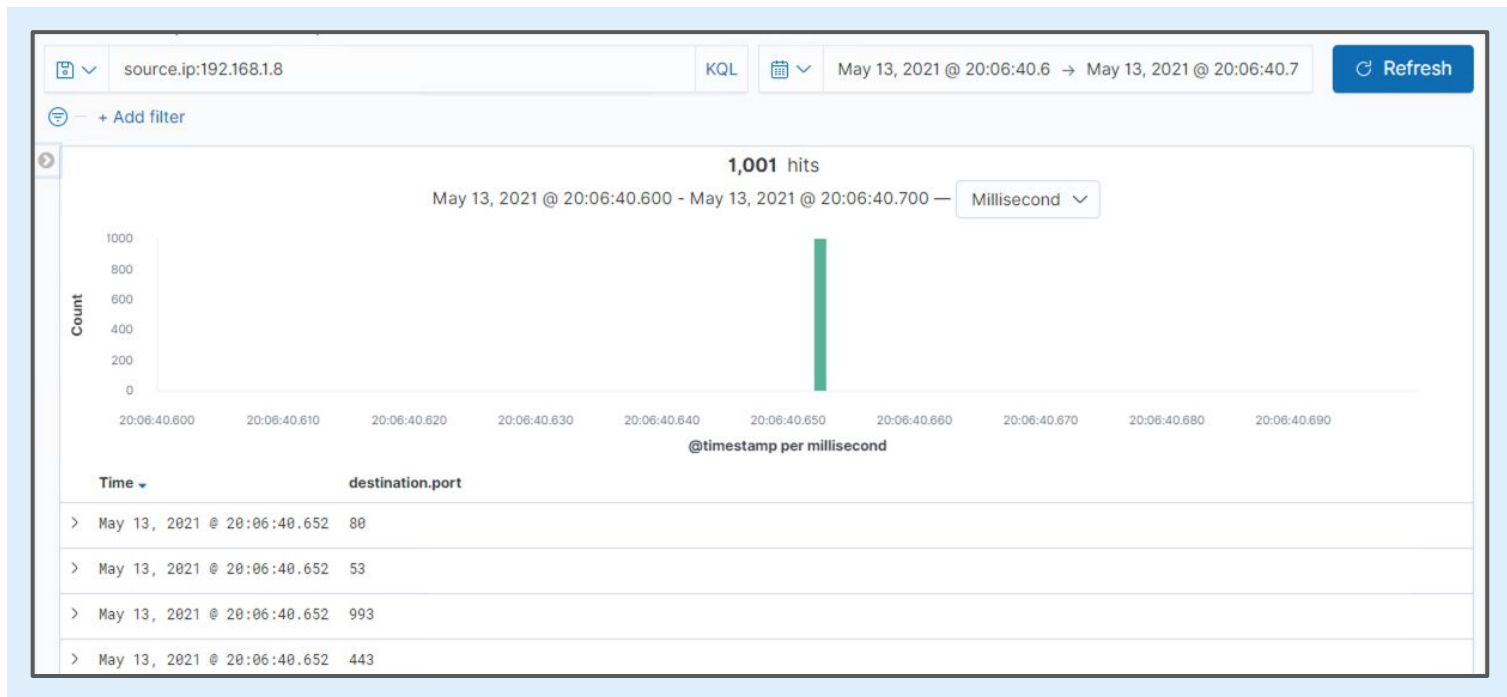 source.ip:192.168.1.8 KQL May 13, 2021 @ 20:06:40.6 → May 13, 2021 @ 20:06:40.7 Refresh
+ Add filter
1,001 hits
May 13, 2021 @ 20:06:40.600 - May 13, 2021 @ 20:06:40.700 — Millisecond
1000
800
600
400
200
0
Count
20:06:40.600 20:06:40.610 20:06:40.620 20:06:40.630 20:06:40.640 20:06:40.650 20:06:40.660 20:06:40.670 20:06:40.680 20:06:40.690
@timestamp per millisecond
Time destination.port
> May 13, 2021 @ 20:06:40.652 80
> May 13, 2021 @ 20:06:40.652 53
> May 13, 2021 @ 20:06:40.652 993
> May 13, 2021 @ 20:06:40.652 443